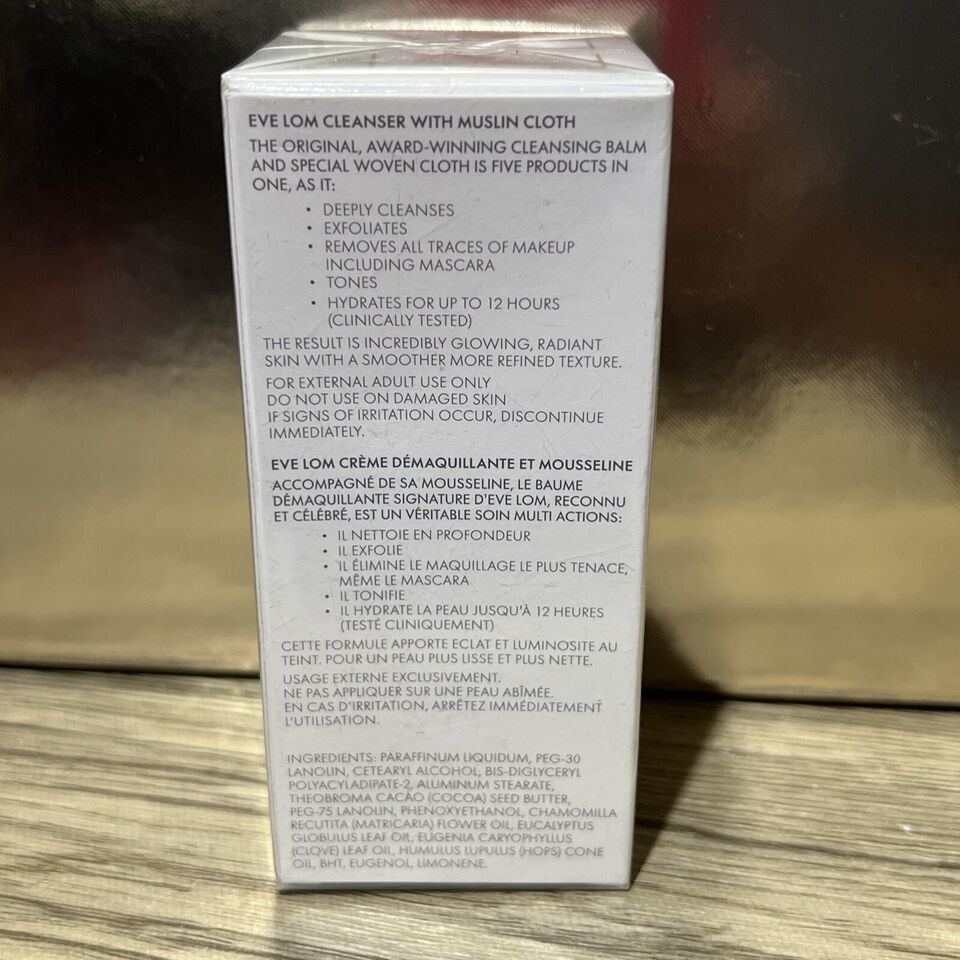 EVE LOM CLEANSER WITH MUSLIN CLOTH
THE ORIGINAL, AWARD-WINNING CLEANSING BALM
AND SPECIAL WOVEN CLOTH IS FIVE PRODUCTS IN
ONE, AS IT:
• DEEPLY CLEANSES
• EXFOLIATES
• REMOVES ALL TRACES OF MAKEUP
INCLUDING MASCARA
• TONES
• HYDRATES FOR UP TO 12 HOURS
(CLINICALLY TESTED)
THE RESULT IS INCREDIBLY GLOWING, RADIANT
SKIN WITH A SMOOTHER MORE REFINED TEXTURE.
FOR EXTERNAL ADULT USE ONLY
DO NOT USE ON DAMAGED SKIN
IF SIGNS OF IRRITATION OCCUR, DISCONTINUE
IMMEDIATELY.
EVE LOM CRÈME DÉMAQUILLANTE ET MOUSSELINE
ACCOMPAGNÉ DE SA MOUSSELINE, LE BAUME
DÉMAQUILLANTE SIGNATURE D'EVE LOM, RECONNU
ET CÉLÉBRÉ, EST UN VÉRITABLE SOIN MULTI ACTIONS:
• IL NETTOIE EN PROFONDEUR
• IL EXFOLIE
• IL ÉLIMINE LE MAQUILLAGE LE PLUS TENACE,
MÊME LE MASCARA
• IL TONIFIE
• IL HYDRATE LA PEAU JUSQU'À 12 HEURES
(TESTÉ CLINIQUEMENT)
CETTE FORMULE APPORTE ECLAT ET LUMINOSITE AU
TEINT. POUR UN PEAU PLUS LISSE ET PLUS NETTE.
USAGE EXTERNE EXCLUSIVEMENT.
NE PAS APPLIQUER SUR UNE PEAU ABÎMÉE.
EN CAS D'IRRITATION, ARRÊTEZ IMMÉDIATEMENT
L'UTILISATION.
INGREDIENTS: PARAFFINUM LIQUIDUM, PEG-30
LANOLIN, CETEARYL ALCOHOL, BIS-DIGLYCERYL
POLYACYLADIPATE-2, ALUMINUM STEARATE,
THEOBROMA CACAO (COCOA) SEED BUTTER,
PEG-75 LANOLIN, PHENOXYETHANOL, CHAMOMILLA
RECUTITA (MATRICARIA) FLOWER OIL, EUCALYPTUS
GLOBULUS LEAF OIL, EUGENIA CARYOPHYLLUS
(CLOVE) LEAF OIL, HUMULUS LUPULUS (HOPS) CONE
OIL, BHT, EUGENOL, LIMONENE.